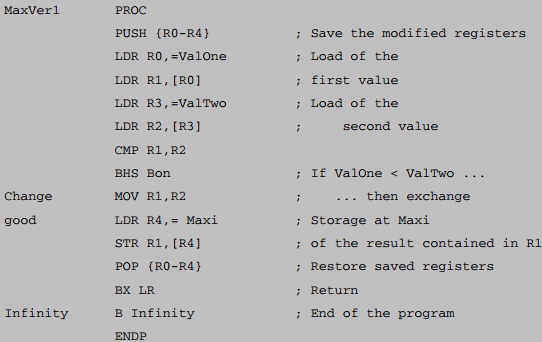 MaxVer1 PROC
PUSH {R0-R4} ; Save the modified registers
LDR R0,=ValOne ; Load of the
LDR R1,[R0] ; first value
LDR R3,=ValTwo ; Load of the
LDR R2,[R3] ; second value
CMP R1,R2
BHS Bon ; If ValOne < ValTwo ...
Change MOV R1,R2 ; ... then exchange
good LDR R4,= Maxi ; Storage at Maxi
STR R1,[R4] ; of the result contained in R1
POP {R0-R4} ; Restore saved registers
BX LR ; Return
Infinity B Infinity ; End of the program
ENDP